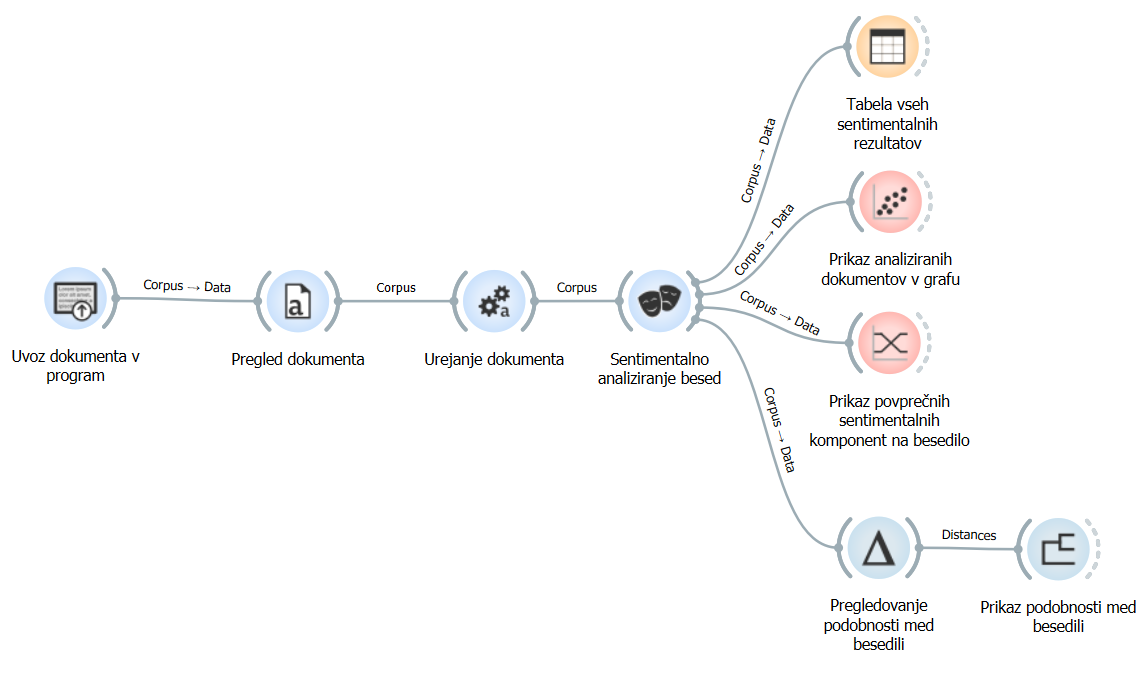 Tabela vseh
sentimentalnih
rezultatov
Corpus → Data
Prikaz analiziranih
dokumentov v grafu
Corpus → Data
Corpus → Data
Corpus
Corpus
Corpus → Data
Uvoz dokumenta v
program
Pregled dokumenta
Urejanje dokumenta
Sentimentalno
analiziranje besed
Prikaz povprečnih
sentimentalnih
komponent na besedilo
Corpus → Data
Distances
Pregledovanje
podobnosti med
besedili
Prikaz podobnosti med
besedili